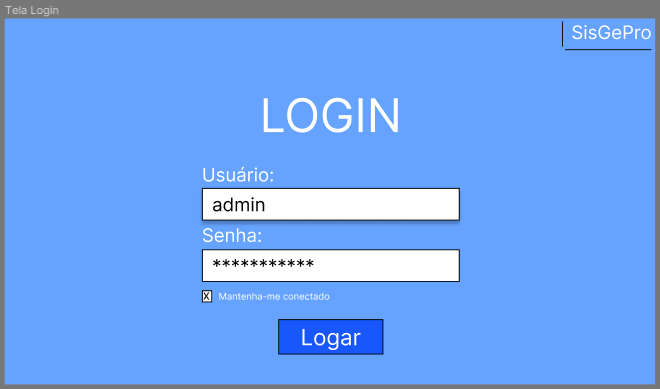 Tela Login
SisGePro
LOGIN
Usuário:
admin
Senha:
***********
X Mantenha-me conectado
Logar